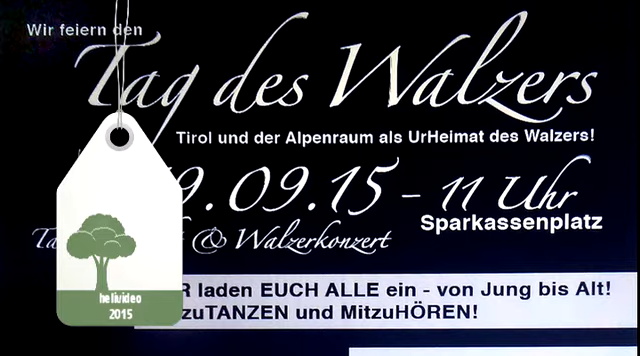 Wir feiern den
Tag des Walzers
Tirol und der Alpenraum als UrHeimat des Walzers!
9.09.15 - 11 Uhr
Sparkassenplatz
& Walzerkonzert
laden EUCH ALLE ein - von Jung bis Alt!
zuTANZEN und MitzuHÖREN!
helivideo
2015